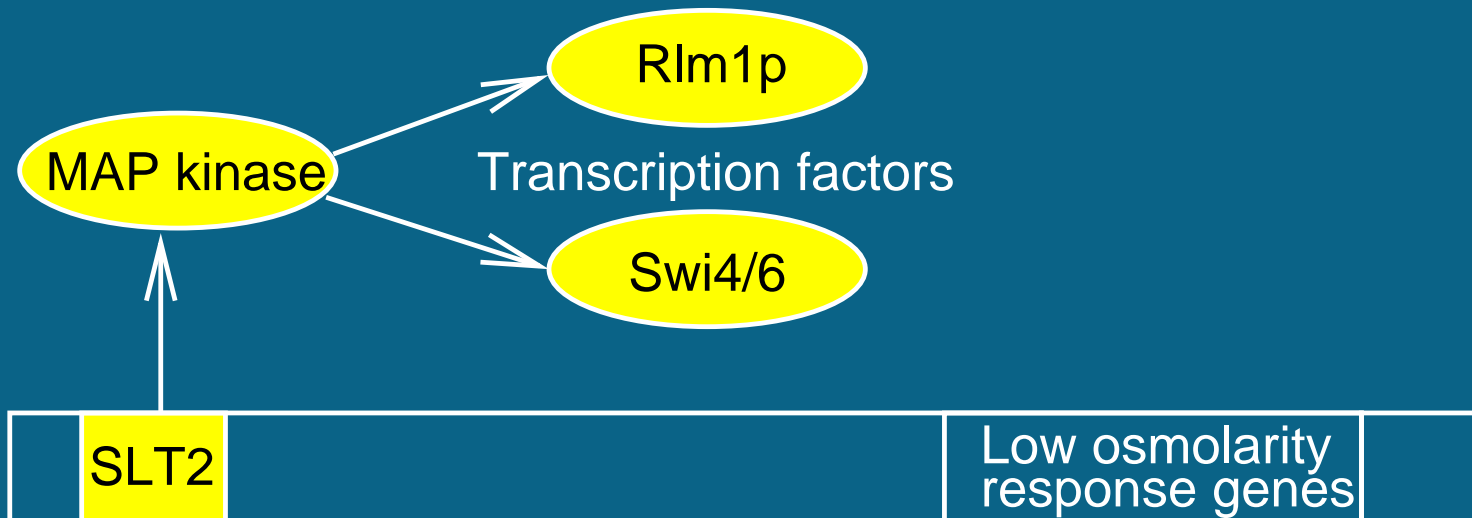 Rlm1p
MAP kinase
Transcription factors
Swi4/6
SLT2
Low osmolarity
response genes